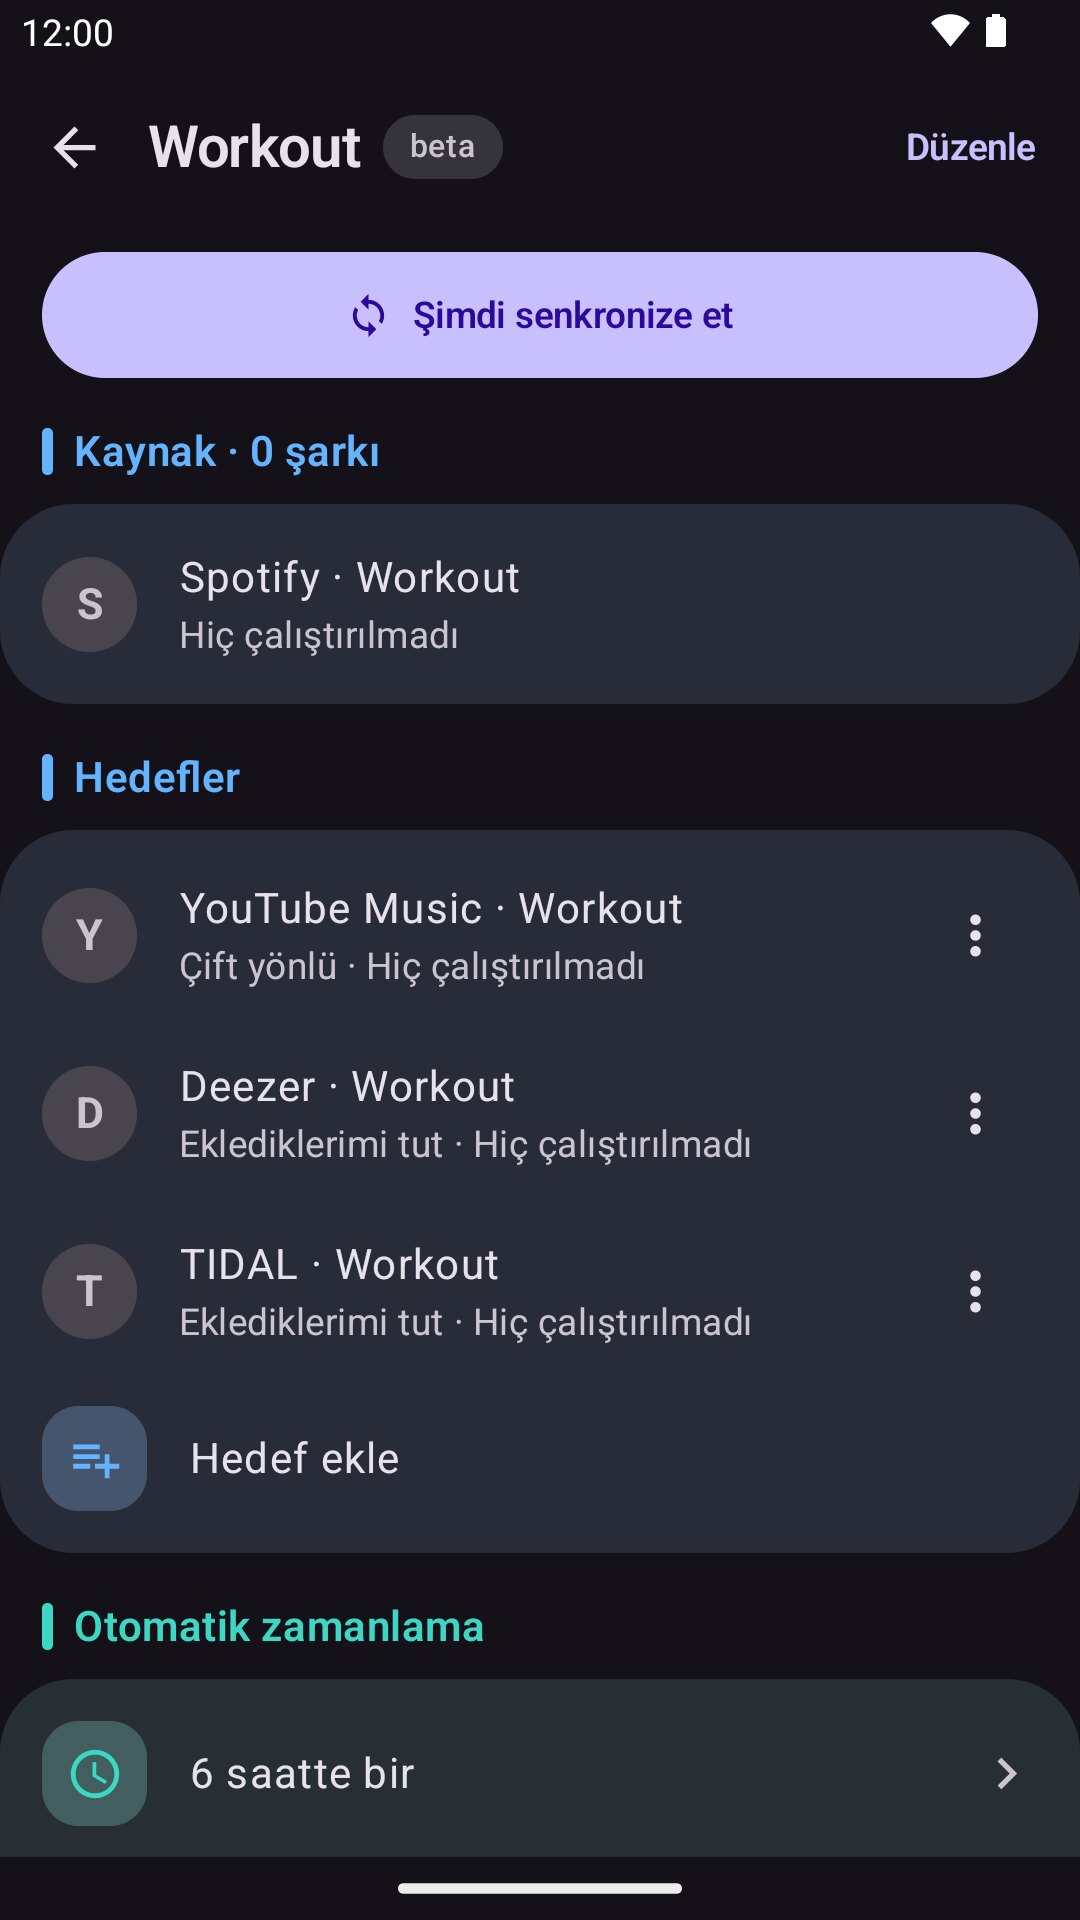 12:00
Workout
beta
Düzenle
Şimdi senkronize et
Kaynak · 0 şarkı
S
Spotify · Workout
Hiç çalıştırılmadı
Hedefler
Y
YouTube Music · Workout
Çift yönlü · Hiç çalıştırılmadı
D
Deezer · Workout
Eklediklerimi tut · Hiç çalıştırılmadı
T
TIDAL · Workout
Eklediklerimi tut · Hiç çalıştırılmadı
Hedef ekle
Otomatik zamanlama
6 saatte bir